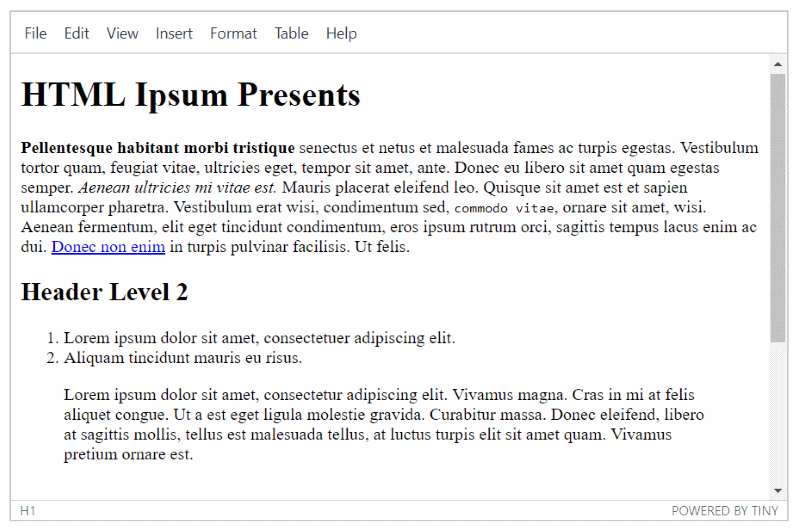 File Edit View Insert Format Table Help
HTML Ipsum Presents
Pellentesque habitant morbi tristique senectus et netus et malesuada fames ac turpis egestas. Vestibulum
tortor quam, feugiat vitae, ultricies eget, tempor sit amet, ante. Donec eu libero sit amet quam egestas
semper. Aenean ultricies mi vitae est. Mauris placerat eleifend leo. Quisque sit amet est et sapien
ullamcorper pharetra. Vestibulum erat wisi, condimentum sed, commodo vitae, ornare sit amet, wisi.
Aenean fermentum, elit eget tincidunt condimentum, eros ipsum rutrum orci, sagittis tempus lacus enim ac
dui. Donec non enim in turpis pulvinar facilisis. Ut felis.
Header Level 2
1. Lorem ipsum dolor sit amet, consectetuer adipiscing elit.
2. Aliquam tincidunt mauris eu risus.
Lorem ipsum dolor sit amet, consectetur adipiscing elit. Vivamus magna. Cras in mi at felis
aliquet congue. Ut a est eget ligula molestie gravida. Curabitur massa. Donec eleifend, libero
at sagittis mollis, tellus est malesuada tellus, at luctus turpis elit sit amet quam. Vivamus
pretium ornare est.
H1 POWERED BY TINY